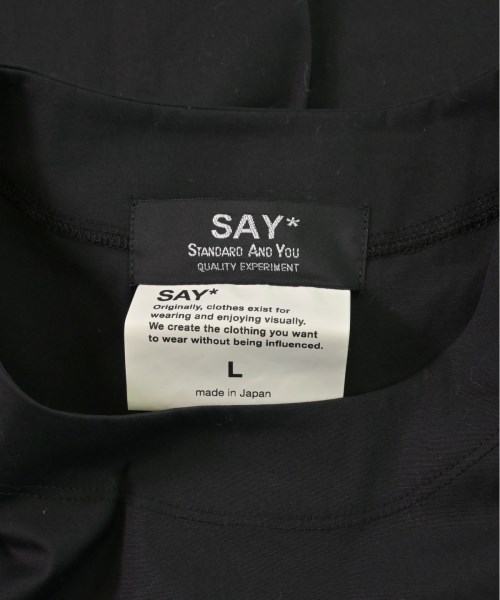 SAY*
STANDARD AND YOU
QUALITY EXPERIMENT
SAY*
Originally, clothes exist for
wearing and enjoying visually.
We create the clothing you want
to wear without being influenced.
L
made in Japan